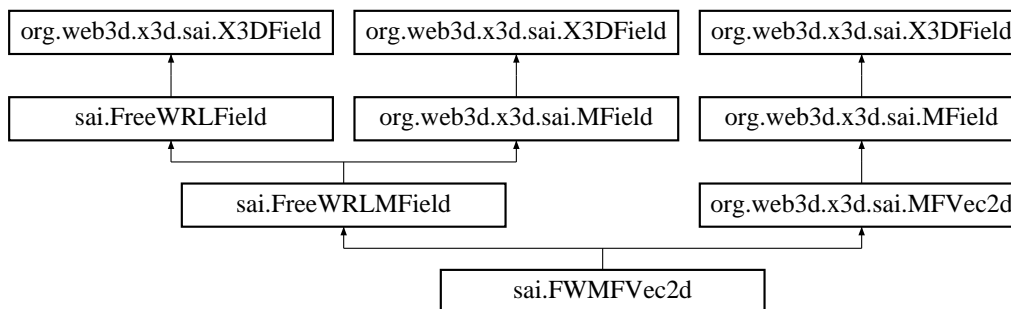 org.web3d.x3d.sai.X3DField
org.web3d.x3d.sai.X3DField
org.web3d.x3d.sai.X3DField
sai.FreeWRLField
org.web3d.x3d.sai.MField
org.web3d.x3d.sai.MField
sai.FreeWRLMField
org.web3d.x3d.sai.MFVec2d
sai.FWMFVec2d